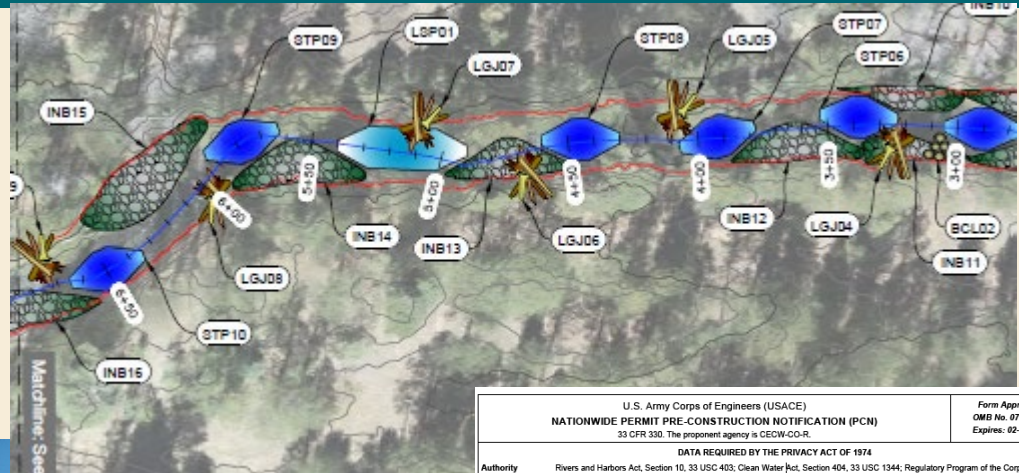 STP09
LSP01
LGJ07
STP08
LGJ05
STP07
STP06
INB15
LGJ04
BCL02
INB11
INB12
INB13
LGJ06
INB14
LGJ08
STP10
INB16
3+00
3+50
4+00
4+50
5+00
5+50
6+00
6+50
Matchline: See
U.S. Army Corps of Engineers (USACE)
NATIONWIDE PERMIT PRE-CONSTRUCTION NOTIFICATION (PCN)
33 CFR 330. The proponent agency is CECW-CO-R.
Form Appr
OMB No. 07
Expires: 02-
DATA REQUIRED BY THE PRIVACY ACT OF 1974
Authority Rivers and Harbors Act, Section 10, 33 USC 403; Clean Water Act, Section 404, 33 USC 1344; Regulatory Program of the Corp